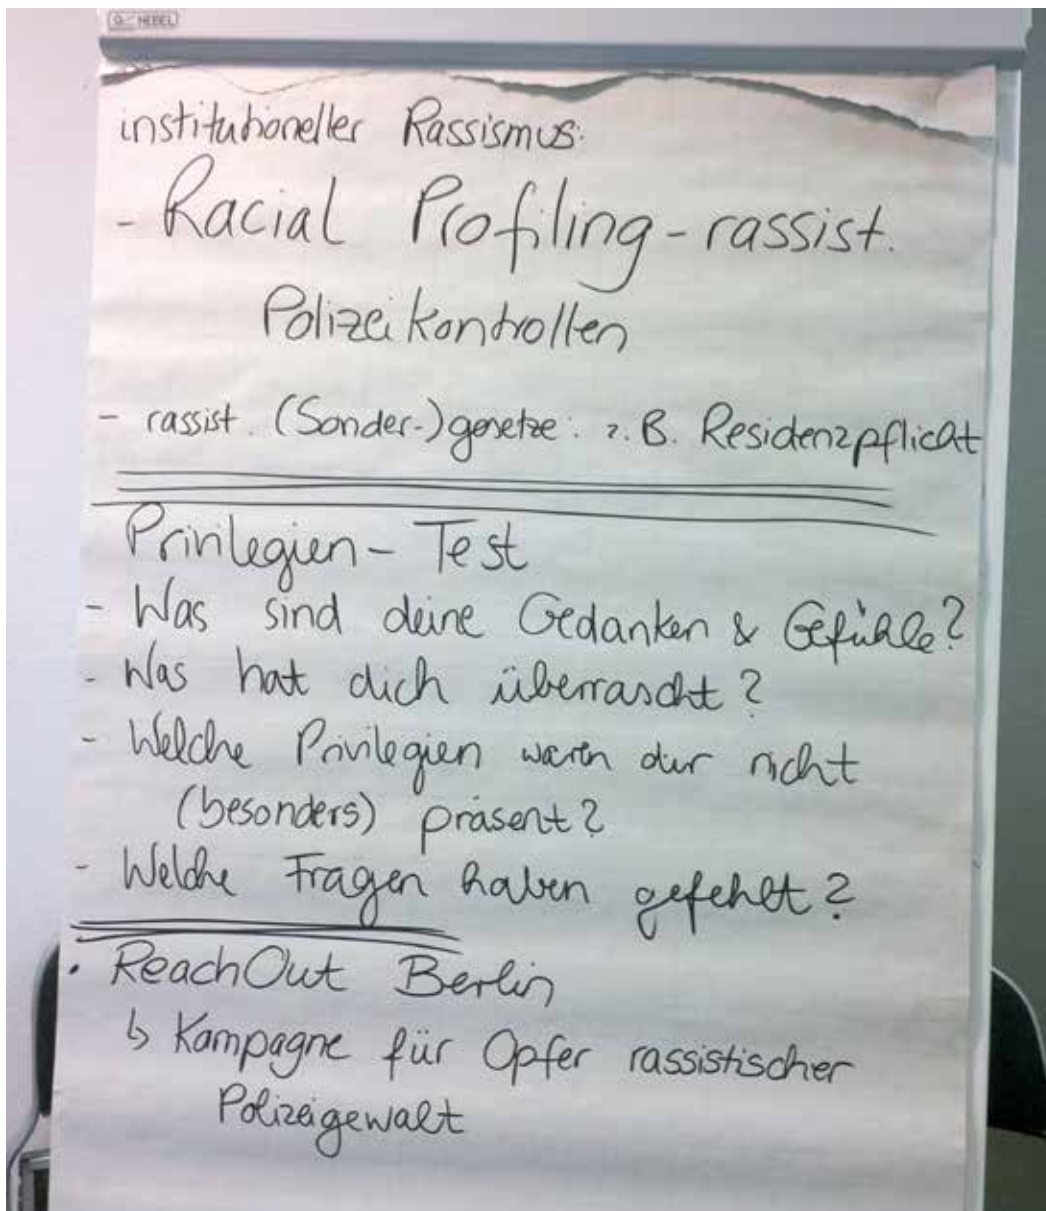 HEBEL
institutioneller Rassismus:
- Racial Profiling - rassist.
Polizeikontrollen
- rassist. (Sonder-)gesetze: z.B. Residenzpflicht
Privilegien - Test
- Was sind deine Gedanken & Gefühle?
- Was hat dich überrascht?
- Welche Privilegien waren dir nicht
(besonders) präsent?
- Welche Fragen haben gefehlt?
• ReachOut Berlin
↳ Kampagne für Opfer rassistischer
Polizeigewalt